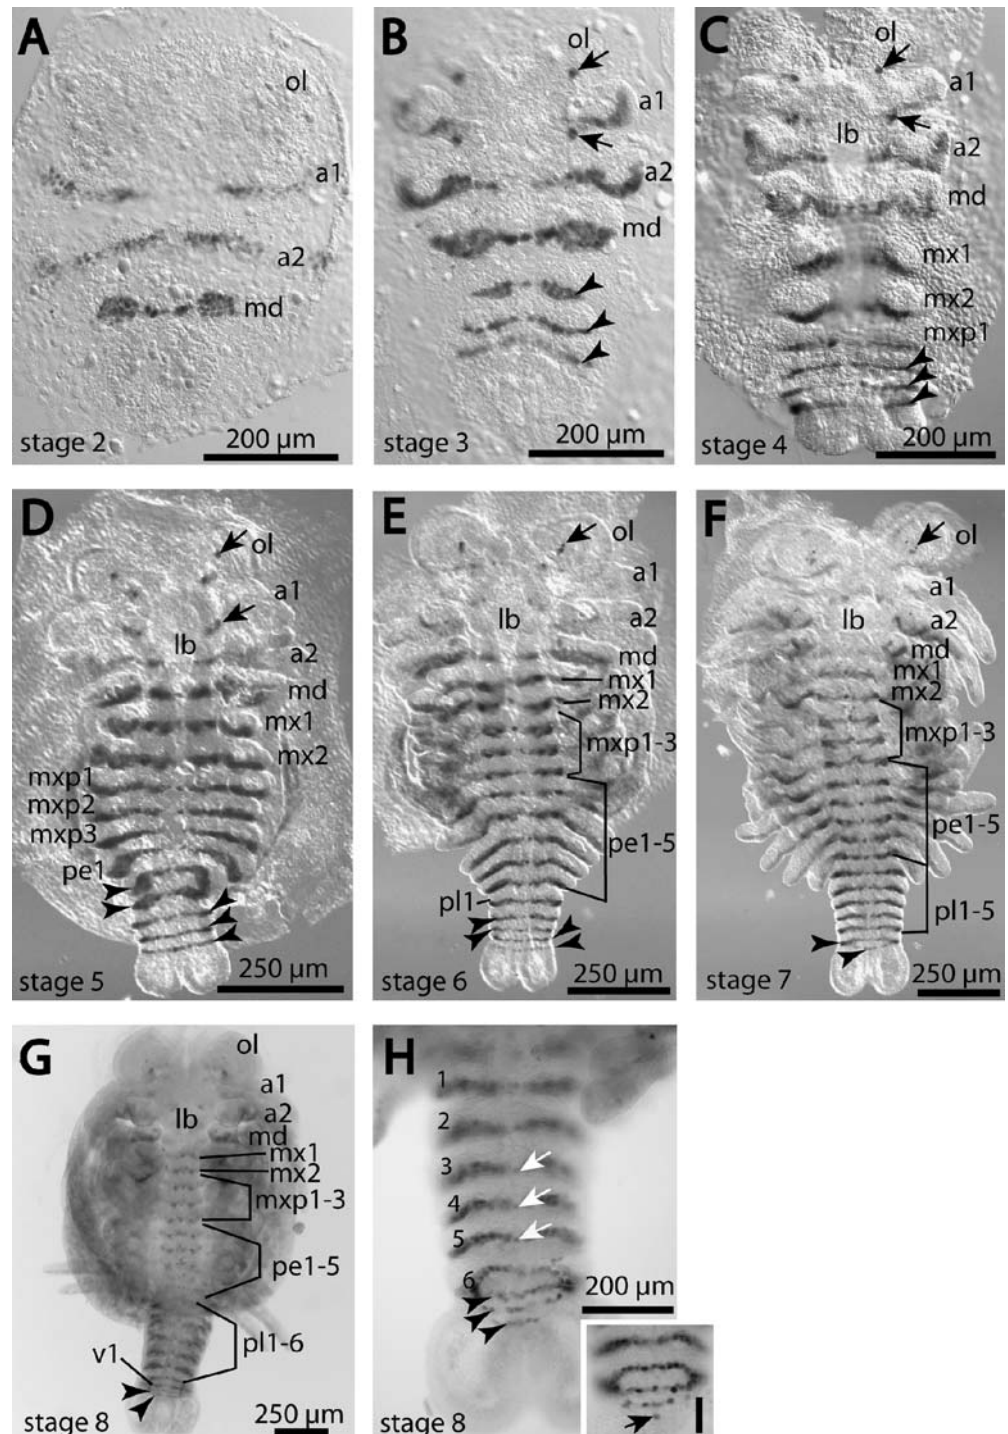 A
ol
a1
a2
md
stage 2
200 µm
B
ol
a1
a2
md
stage 3
200 µm
C
ol
a1
lb
a2
md
mx1
mx2
mxp1
stage 4
200 µm
D
ol
a1
lb
a2
md
mx1
mx2
mxp1
mxp2
mxp3
pe1
stage 5
250 µm
E
ol
a1
lb
a2
md
mx1
mx2
mxp1-3
pe1-5
pl1
stage 6
250 µm
F
ol
a1
lb
a2
md
mx1
mx2
mxp1-3
pe1-5
pl1-5
stage 7
250 µm
G
ol
a1
lb
a2
md
mx1
mx2
mxp1-3
pe1-5
pl1-6
v1
stage 8
250 µm
H
1
2
3
4
5
6
200 µm
stage 8